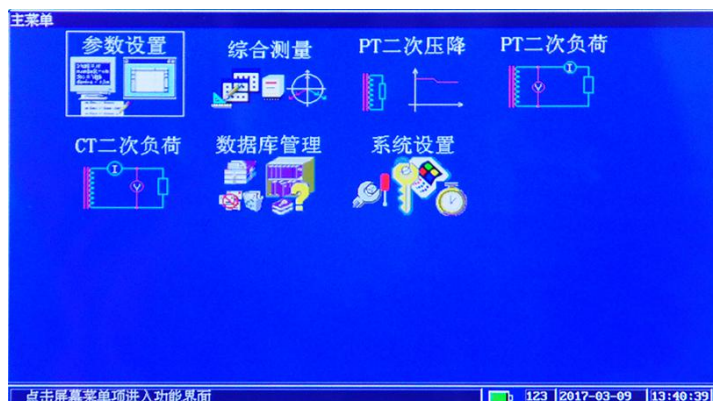 主菜单
参数设置
综合测量
PT二次压降
PT二次负荷
CT二次负荷
数据库管理
系统设置
点击屏幕菜单项进入功能界面
123
2017-03-09
13:40:39